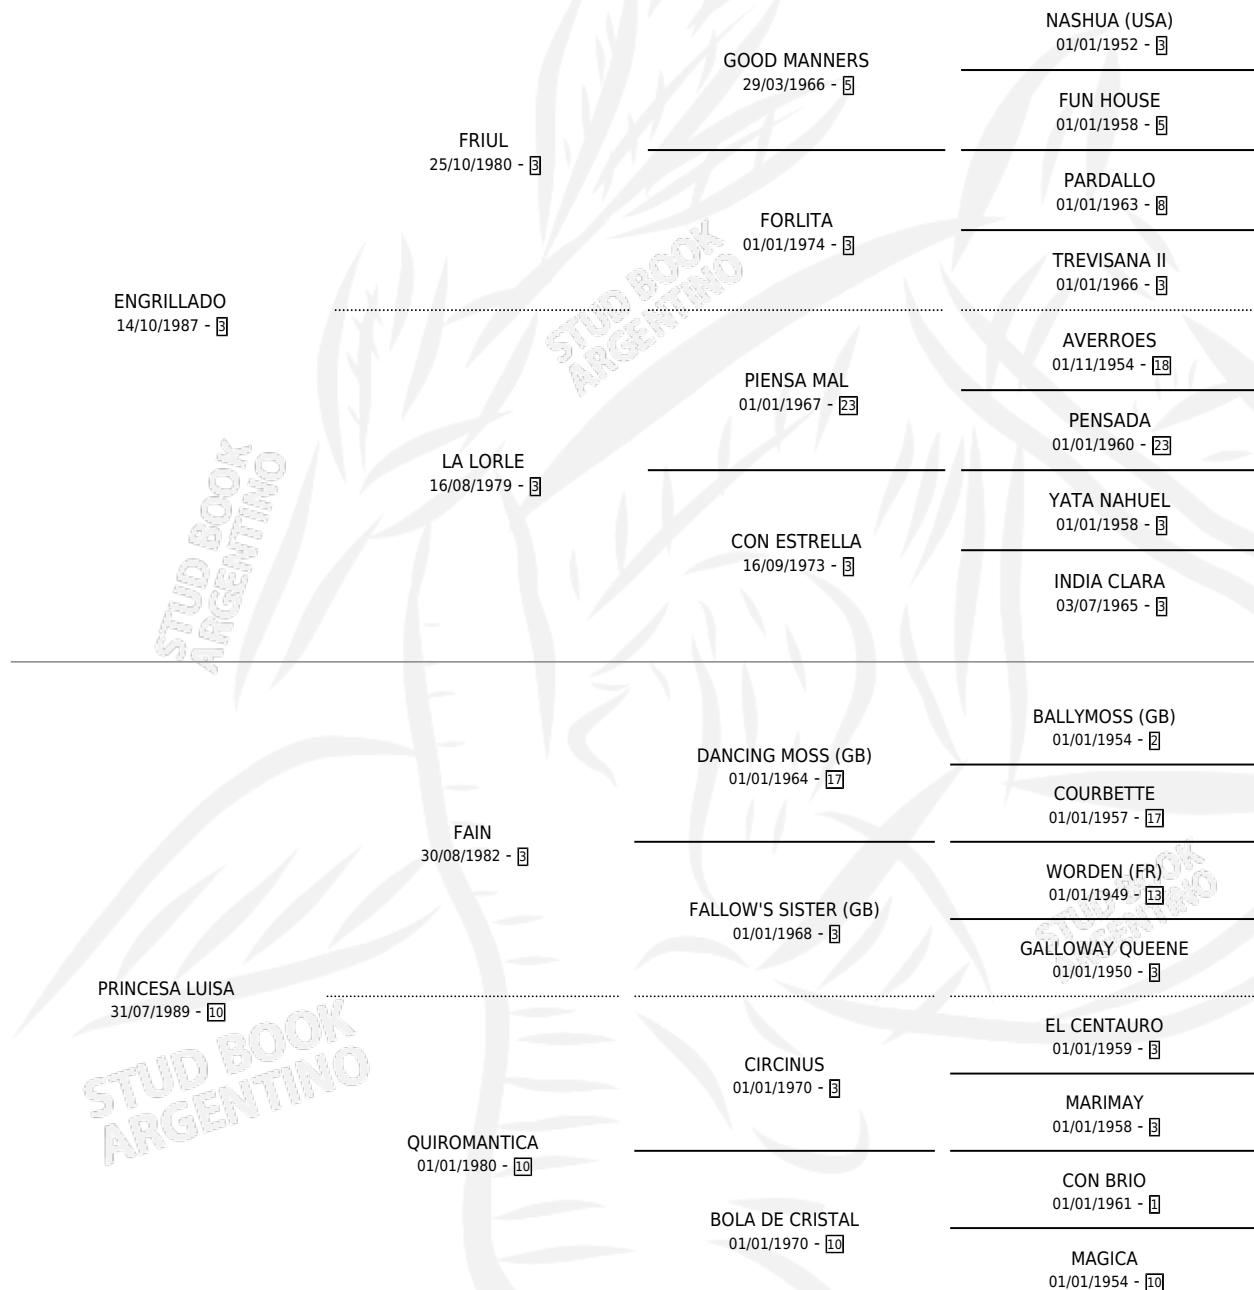 NASHUA (USA)
01/01/1952 - 3
GOOD MANNERS
29/03/1966 - 5
FUN HOUSE
01/01/1958 - 5
FRIUL
25/10/1980 - 3
PARDALLO
01/01/1963 - 8
FORLITA
01/01/1974 - 3
TREVISANA II
01/01/1966 - 3
ENGRILLADO
14/10/1987 - 3
AVERROES
01/11/1954 - 18
PIENSA MAL
01/01/1967 - 23
PENSADA
01/01/1960 - 23
LA LORLE
16/08/1979 - 3
YATA NAHUEL
01/01/1958 - 3
CON ESTRELLA
16/09/1973 - 3
INDIA CLARA
03/07/1965 - 3
STUD BOOK
ARGENTINO
STUD BOOK
ARGENTINO
BALLYMOSS (GB)
01/01/1954 - 2
DANCING MOSS (GB)
01/01/1964 - 17
COURBETTE
01/01/1957 - 17
FAIN
30/08/1982 - 3
WORDEN (FR)
01/01/1949 - 13
FALLOW'S SISTER (GB)
01/01/1968 - 3
GALLOWAY QUEENE
01/01/1950 - 3
STUD BOOK
ARGENTINO
PRINCESA LUISA
31/07/1989 - 10
EL CENTAURO
01/01/1959 - 3
CIRCINUS
01/01/1970 - 3
MARIMAY
01/01/1958 - 3
QUIROMANTICA
01/01/1980 - 10
CON BRIO
01/01/1961 - 1
BOLA DE CRISTAL
01/01/1970 - 10
MAGICA
01/01/1954 - 10
STUD BOOK
ARGENTINO